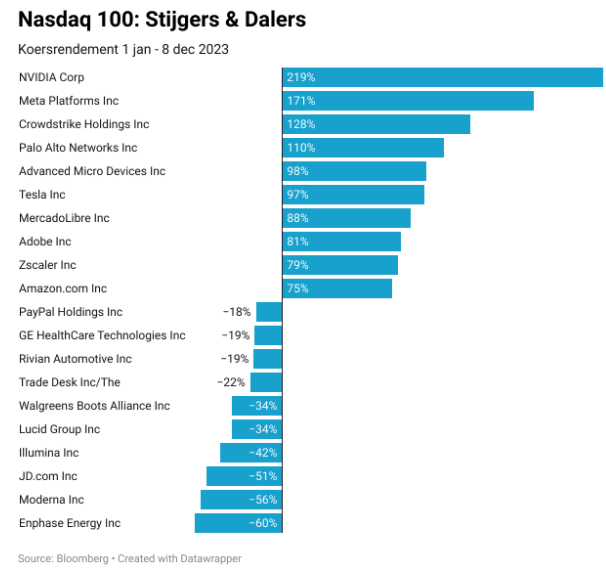 Nasdaq 100: Stijgers & Dalers
Koersrendement 1 jan - 8 dec 2023
NVIDIA Corp 219%
Meta Platforms Inc 171%
Crowdstrike Holdings Inc 128%
Palo Alto Networks Inc 110%
Advanced Micro Devices Inc 98%
Tesla Inc 97%
MercadoLibre Inc 88%
Adobe Inc 81%
Zscaler Inc 79%
Amazon.com Inc 75%
PayPal Holdings Inc −18%
GE HealthCare Technologies Inc −19%
Rivian Automotive Inc −19%
Trade Desk Inc/The −22%
Walgreens Boots Alliance Inc −34%
Lucid Group Inc −34%
Illumina Inc −42%
JD.com Inc −51%
Moderna Inc −56%
Enphase Energy Inc −60%
Source: Bloomberg • Created with Datawrapper